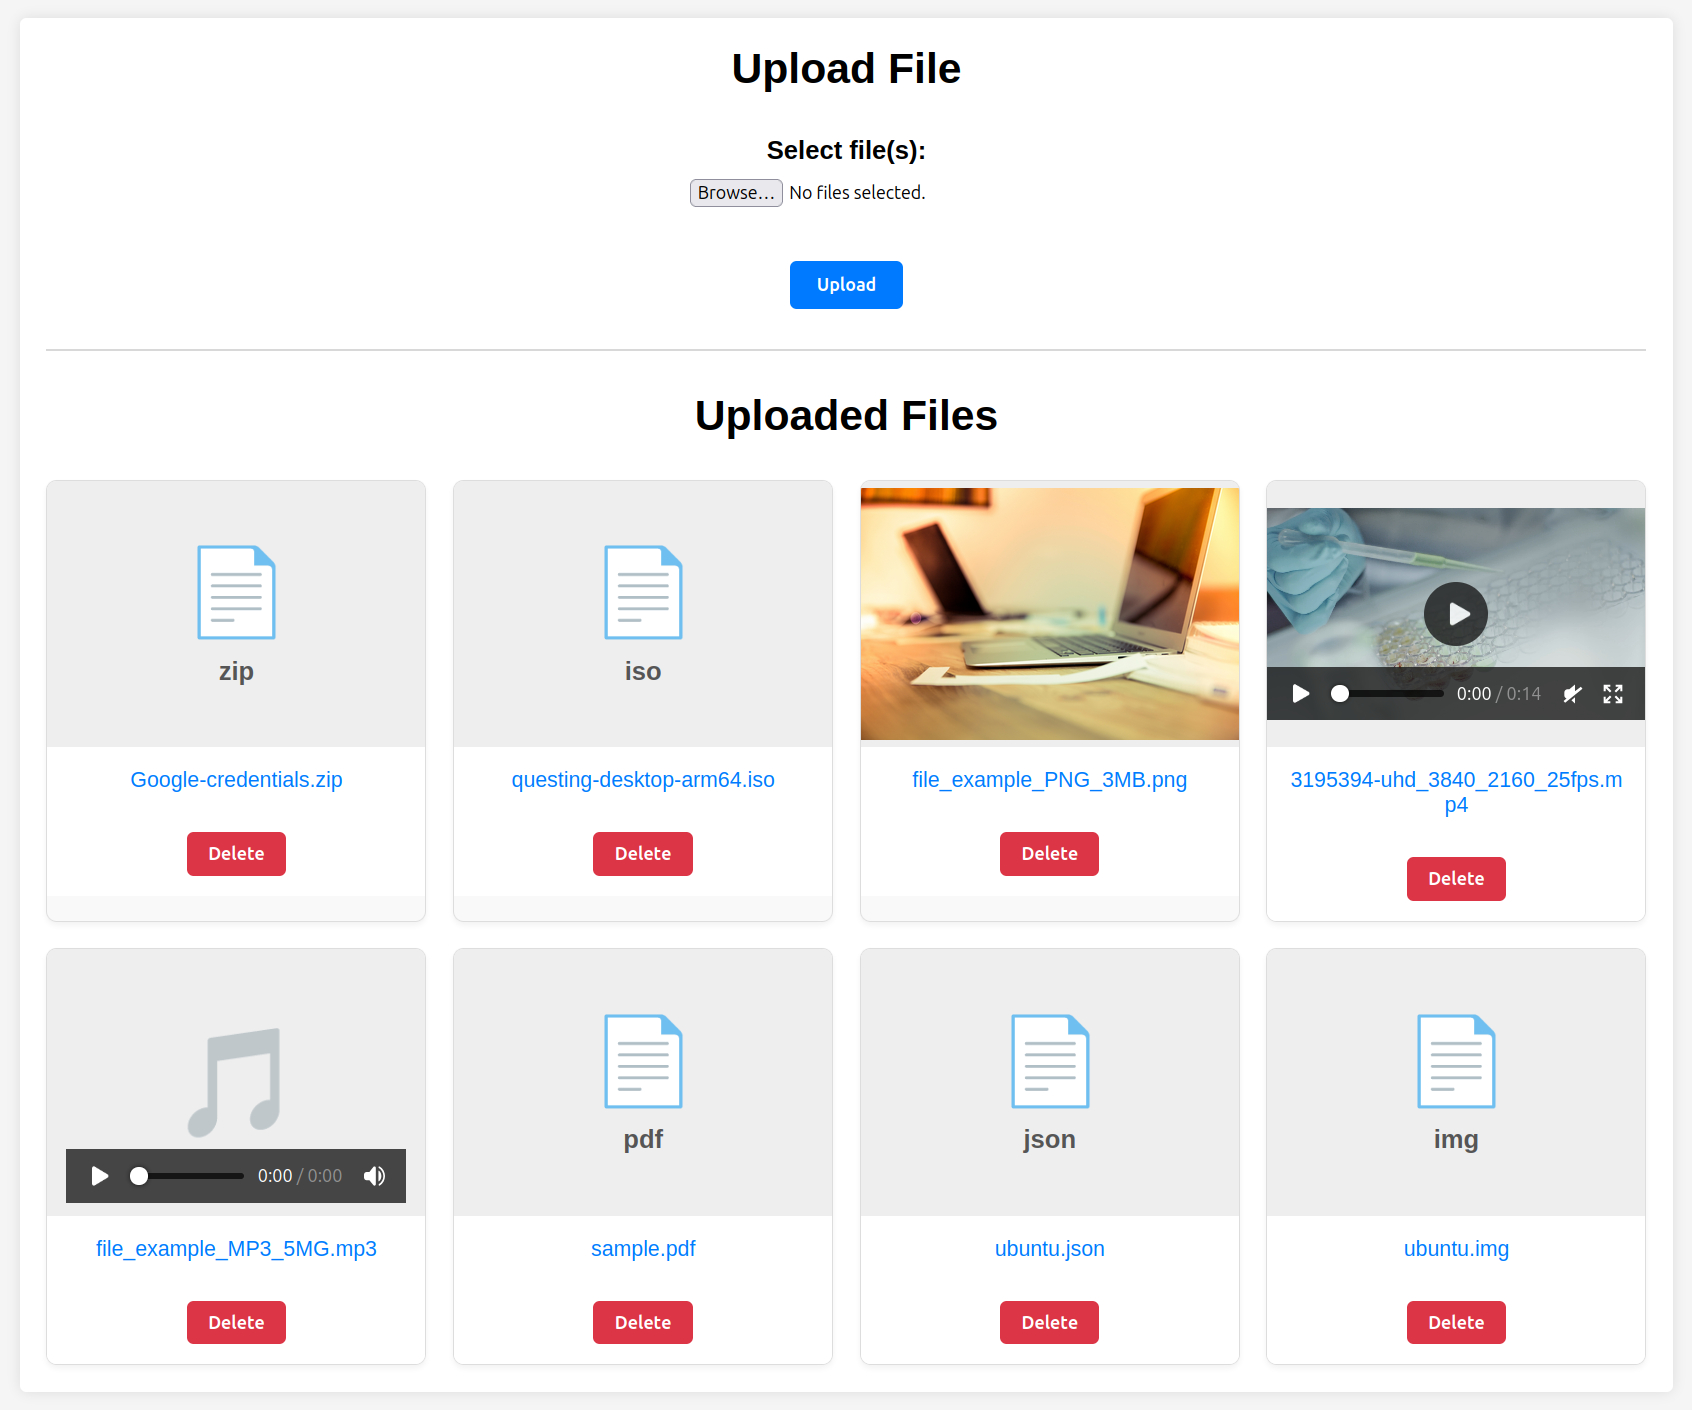 Upload File
Select file(s):
Browse... No files selected.
Upload
Uploaded Files
zip
iso
0:00 / 0:14
Google-credentials.zip
questing-desktop-arm64.iso
file_example_PNG_3MB.png
3195394-uhd_3840_2160_25fps.m
p4
Delete
Delete
Delete
Delete
0:00 / 0:00
pdf
json
img
file_example_MP3_5MG.mp3
sample.pdf
ubuntu.json
ubuntu.img
Delete
Delete
Delete
Delete